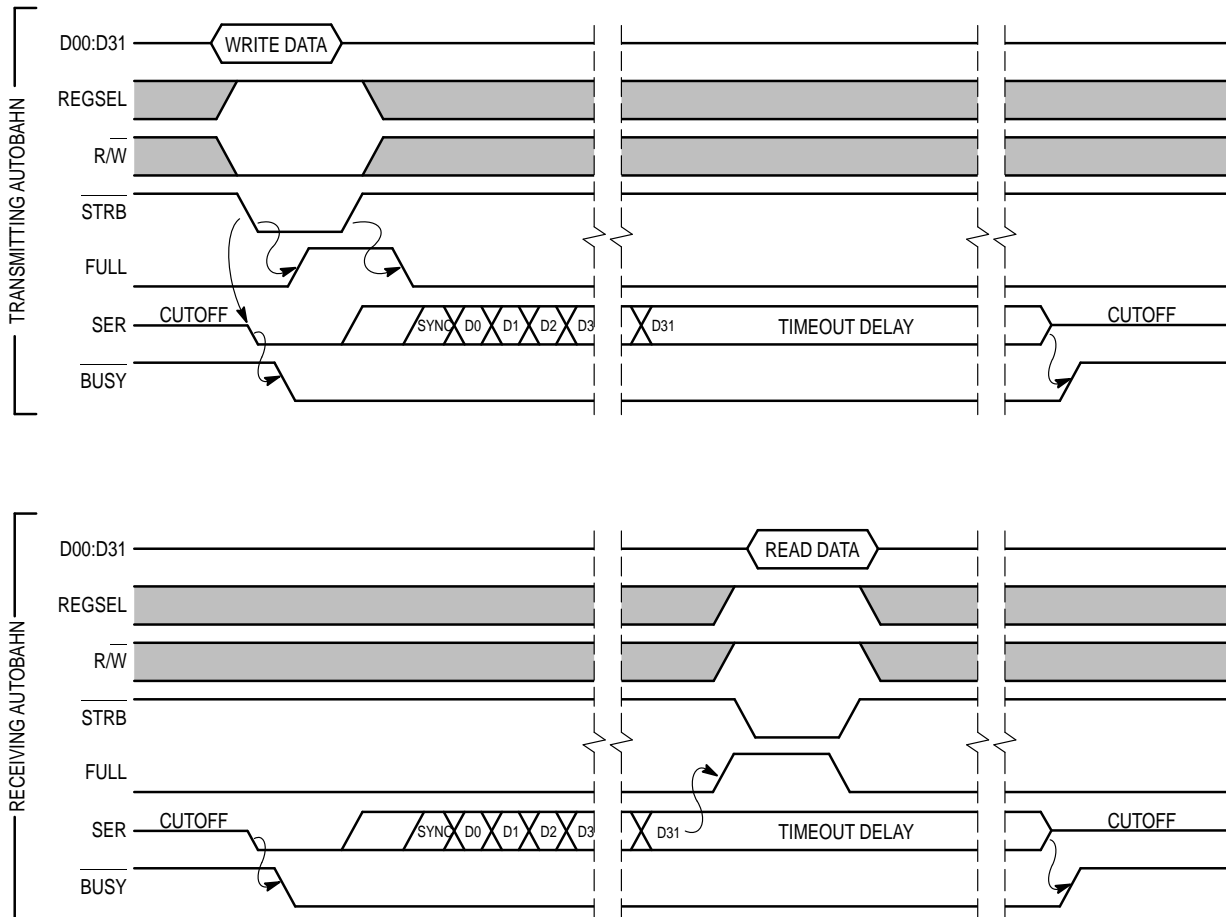 TRANSMITTING AUTOBAHN
D00:D31 WRITE DATA
REGSEL
R/W
STRB
FULL
SER CUTOFF SYNC D0 D1 D2 D3 D31 TIMEOUT DELAY CUTOFF
BUSY
RECEIVING AUTOBAHN
D00:D31 READ DATA
REGSEL
R/W
STRB
FULL
SER CUTOFF SYNC D0 D1 D2 D3 D31 TIMEOUT DELAY CUTOFF
BUSY